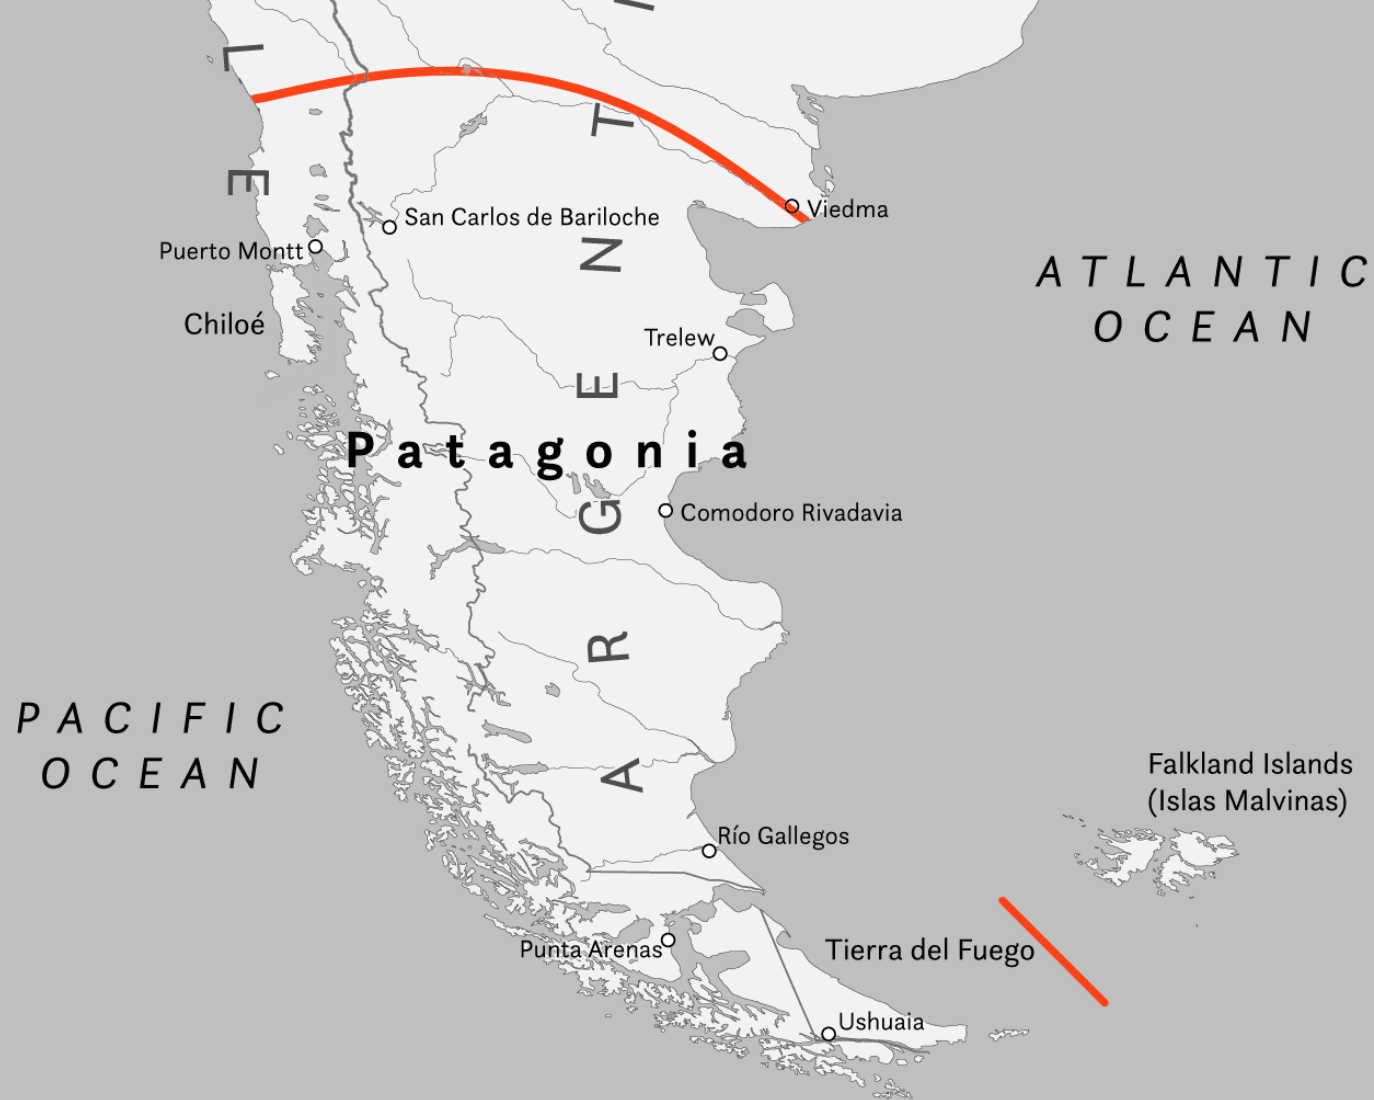 L
E
I
T
N
E
G
R
A
San Carlos de Bariloche
Viedma
Puerto Montt
Chiloé
ATLANTIC
OCEAN
Trelew
Patagonia
Comodoro Rivadavia
PACIFIC
OCEAN
Falkland Islands
(Islas Malvinas)
Río Gallegos
Punta Arenas
Tierra del Fuego
Ushuaia